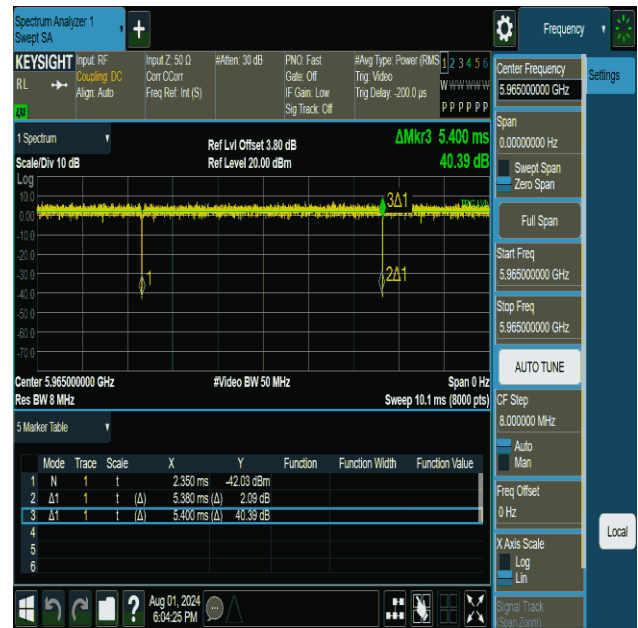 Spectrum Analyzer 1
Swept SA
+
Frequency
KEYSIGHT
RL
Input: RF
Coupling: DC
Align: Auto
Input Z: 50 Ω
Corr CCorr
Freq Ref: Int (S)
#Atten: 30 dB
PNO: Fast
Gate: Off
IF Gain: Low
Sig Track: Off
#Avg Type: Power (RMS
Trig: Video
Trig Delay: -200.0 µs
1 2 3 4 5 6
W W W W W W
P P P P P P
Center Frequency
5.965000000 GHz
Settings
Span
0.00000000 Hz
Swept Span
Zero Span
Full Span
Start Freq
5.965000000 GHz
Stop Freq
5.965000000 GHz
AUTO TUNE
CF Step
8.000000 MHz
Auto
Man
Freq Offset
0 Hz
X Axis Scale
Log
Lin
Signal Track
(Span Zoom)
Local
1 Spectrum
Scale/Div 10 dB
Ref Lvl Offset 3.80 dB
Ref Level 20.00 dBm
ΔMkr3 5.400 ms
40.39 dB
Log
10.0
0.00
-10.0
-20.0
-30.0
-40.0
-50.0
-60.0
-70.0
3Δ1
1
2Δ1
Center 5.965000000 GHz
Res BW 8 MHz
#Video BW 50 MHz
Span 0 Hz
Sweep 10.1 ms (8000 pts)
5 Marker Table
Mode Trace Scale X Y Function Function Width Function Value
1 N 1 t 2.350 ms -42.03 dBm
2 Δ1 1 t (Δ) 5.380 ms (Δ) 2.09 dB
3 Δ1 1 t (Δ) 5.400 ms (Δ) 40.39 dB
4
5
6
?
Aug 01, 2024
6:04:25 PM